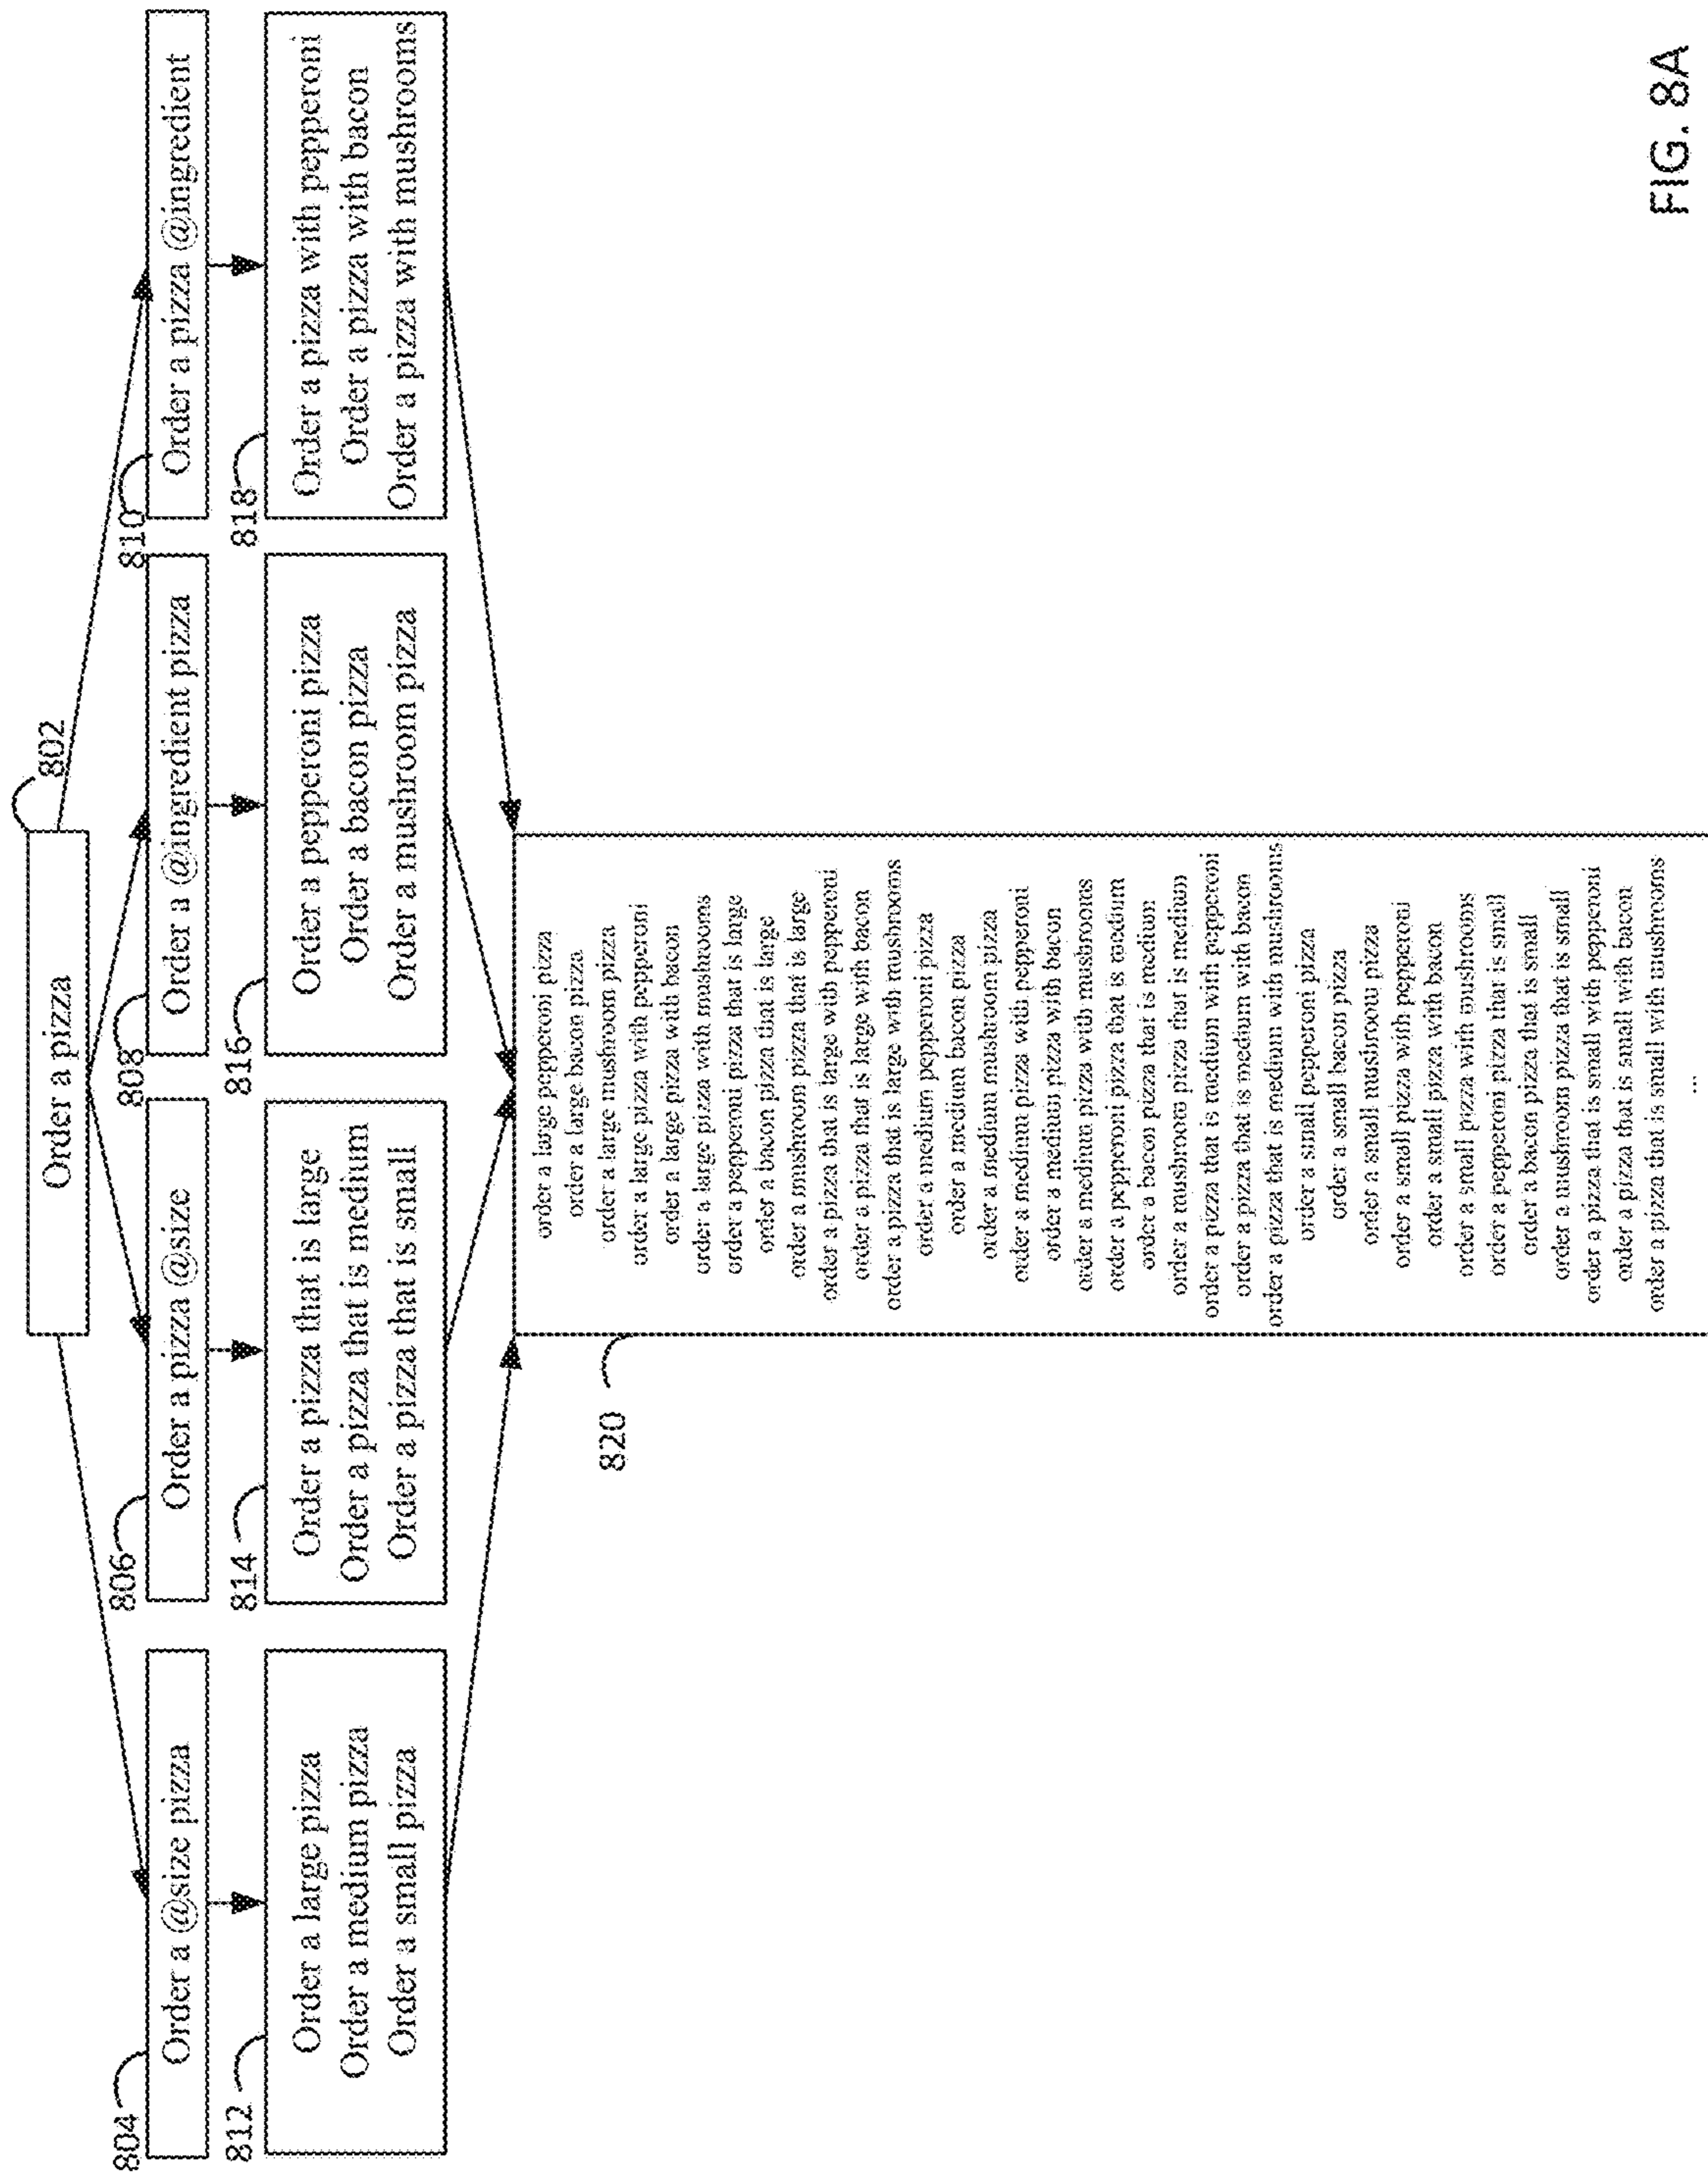 802
Order a pizza
804
Order a @size pizza
806
Order a pizza @size
808
Order a @ingredient pizza
810
Order a pizza @ingredient
812
Order a large pizza
Order a medium pizza
Order a small pizza
814
Order a pizza that is large
Order a pizza that is medium
Order a pizza that is small
816
Order a pepperoni pizza
Order a bacon pizza
Order a mushroom pizza
818
Order a pizza with pepperoni
Order a pizza with bacon
Order a pizza with mushrooms
820
order a large pepperoni pizza
order a large bacon pizza
order a large mushroom pizza
order a large pizza with pepperoni
order a large pizza with bacon
order a large pizza with mushrooms
order a pepperoni pizza that is large
order a bacon pizza that is large
order a mushroom pizza that is large
order a pizza that is large with pepperoni
order a pizza that is large with bacon
order a pizza that is large with mushrooms
order a medium pepperoni pizza
order a medium bacon pizza
order a medium mushroom pizza
order a medium pizza with pepperoni
order a medium pizza with bacon
order a medium pizza with mushrooms
order a pepperoni pizza that is medium
order a bacon pizza that is medium
order a mushroom pizza that is medium
order a pizza that is medium with pepperoni
order a pizza that is medium with bacon
order a pizza that is medium with mushrooms
order a small pepperoni pizza
order a small bacon pizza
order a small mushroom pizza
order a small pizza with pepperoni
order a small pizza with bacon
order a small pizza with mushrooms
order a pepperoni pizza that is small
order a bacon pizza that is small
order a mushroom pizza that is small
order a pizza that is small with pepperoni
order a pizza that is small with bacon
order a pizza that is small with mushrooms
...
FIG. 8A